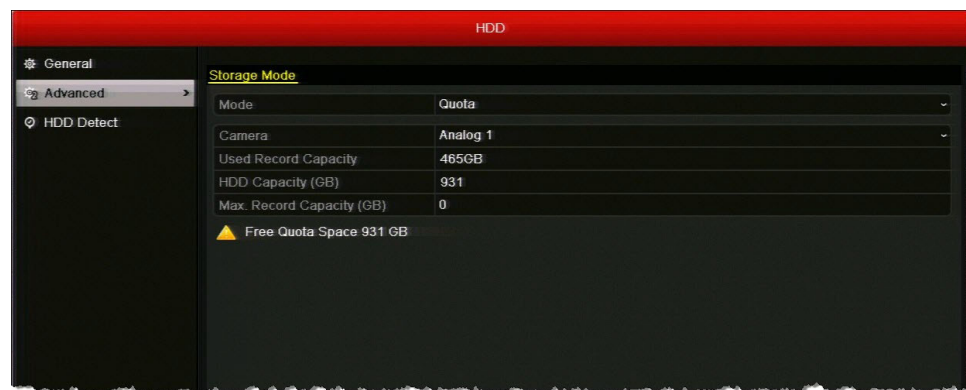 HDD
General
Advanced >
HDD Detect
Storage Mode
Mode Quota
Camera Analog 1
Used Record Capacity 465GB
HDD Capacity (GB) 931
Max. Record Capacity (GB) 0
Free Quota Space 931 GB